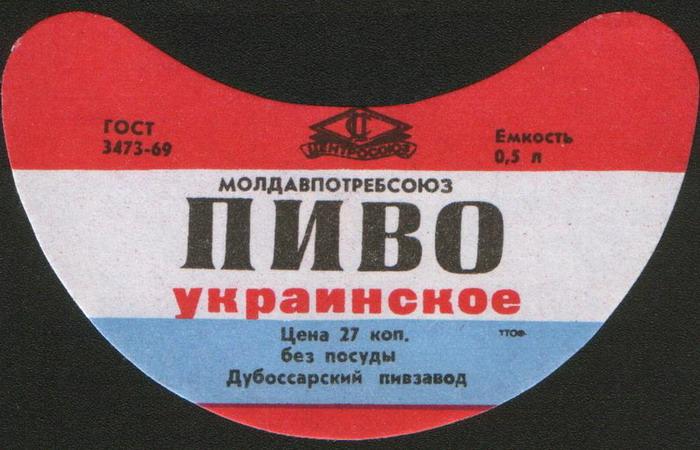 ГОСТ
3473-69
ЦЕНТРОСОЮЗ
Емкость
0,5 л
МОЛДАВПОТРЕБСОЮЗ
ПИВО
украинское
Цена 27 коп.
без посуды
Дубоссарский пивзавод
ТТОФ